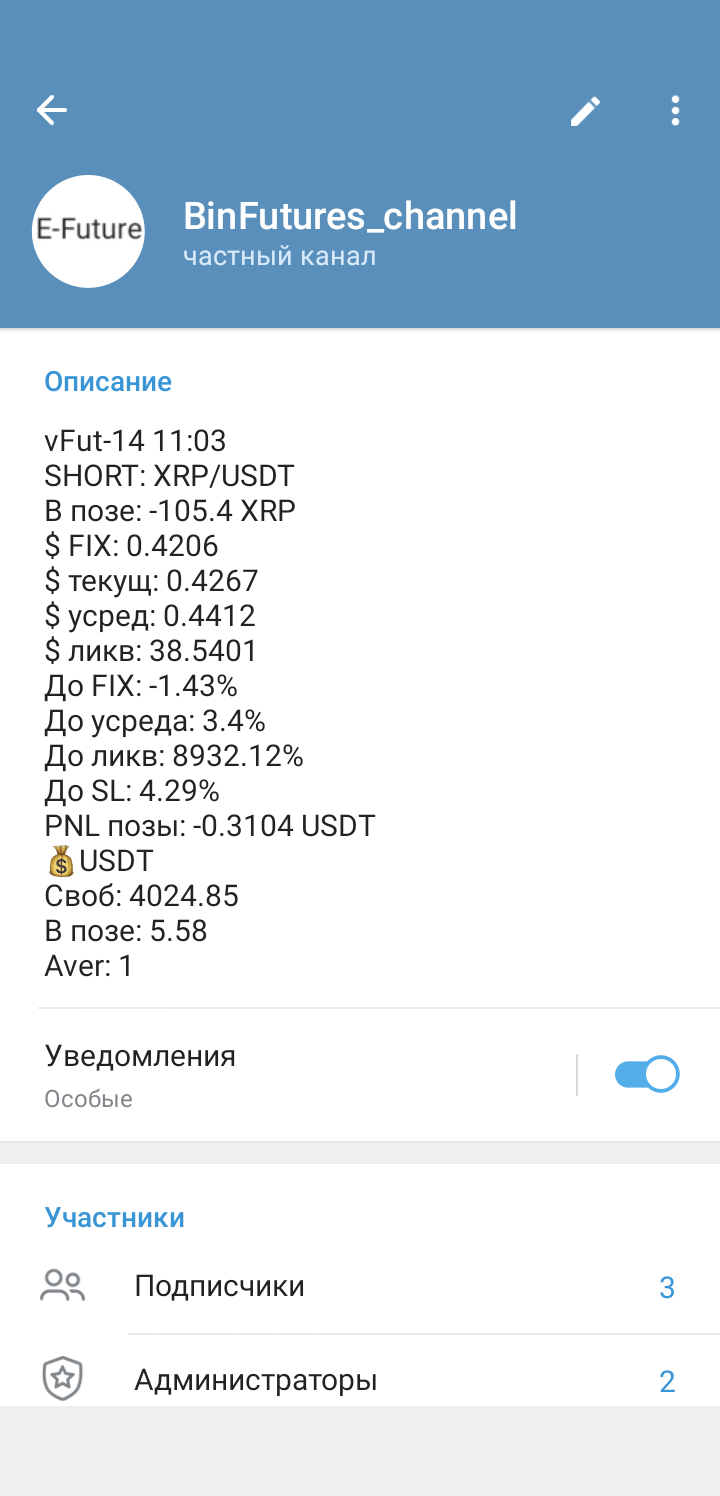 E-Future
BinFutures_channel
частный канал
Описание
vFut-14 11:03
SHORT: XRP/USDT
В позе: -105.4 XRP
$ FIX: 0.4206
$ текущ: 0.4267
$ усред: 0.4412
$ ликв: 38.5401
До FIX: -1.43%
До усреда: 3.4%
До ликв: 8932.12%
До SL: 4.29%
PNL позы: -0.3104 USDT
💰USDT
Своб: 4024.85
В позе: 5.58
Aver: 1
Уведомления
Особые
Участники
Подписчики 3
Администраторы 2